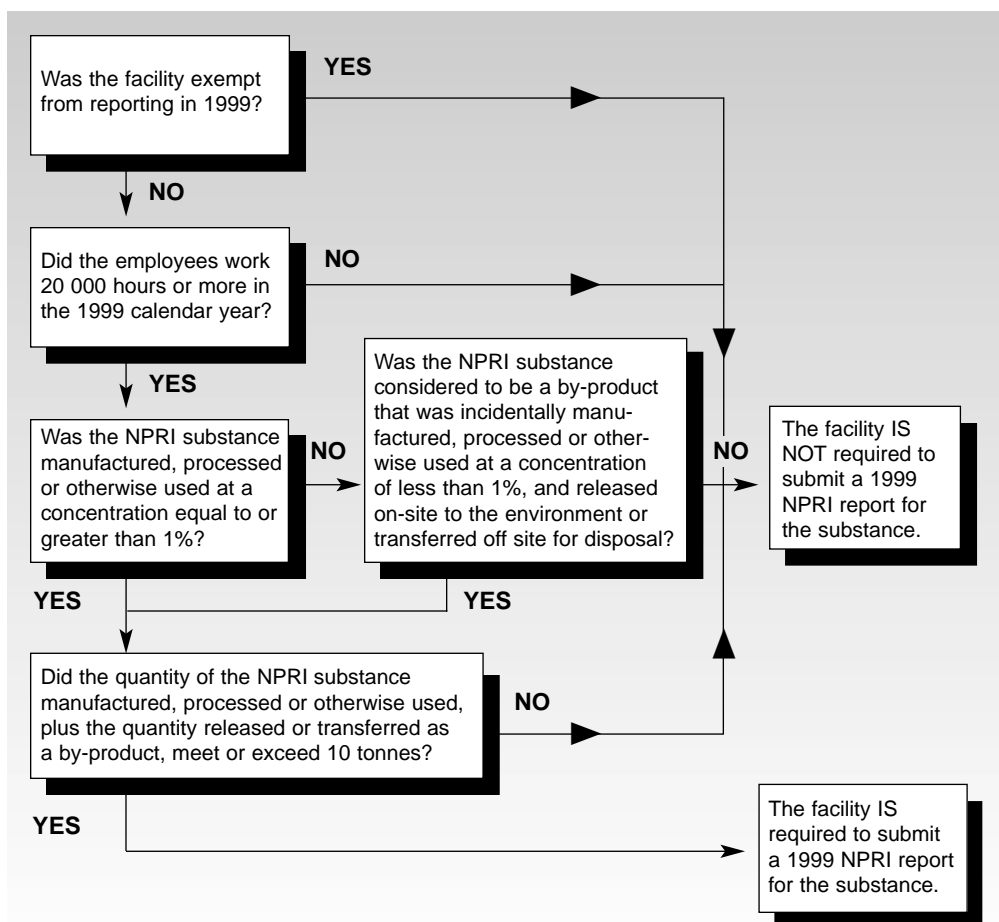 Was the facility exempt
from reporting in 1999?
YES
NO
Did the employees work
20 000 hours or more in
the 1999 calendar year?
NO
YES
Was the NPRI substance
manufactured, processed
or otherwise used at a
concentration equal to or
greater than 1%?
NO
Was the NPRI substance
considered to be a by-product
that was incidentally manu-
factured, processed or other-
wise used at a concentration
of less than 1%, and released
on-site to the environment or
transferred off site for disposal?
NO
The facility IS
NOT required to
submit a 1999
NPRI report for
the substance.
YES
YES
Did the quantity of the NPRI substance
manufactured, processed or otherwise used,
plus the quantity released or transferred as
a by-product, meet or exceed 10 tonnes?
NO
YES
The facility IS
required to submit
a 1999 NPRI report
for the substance.